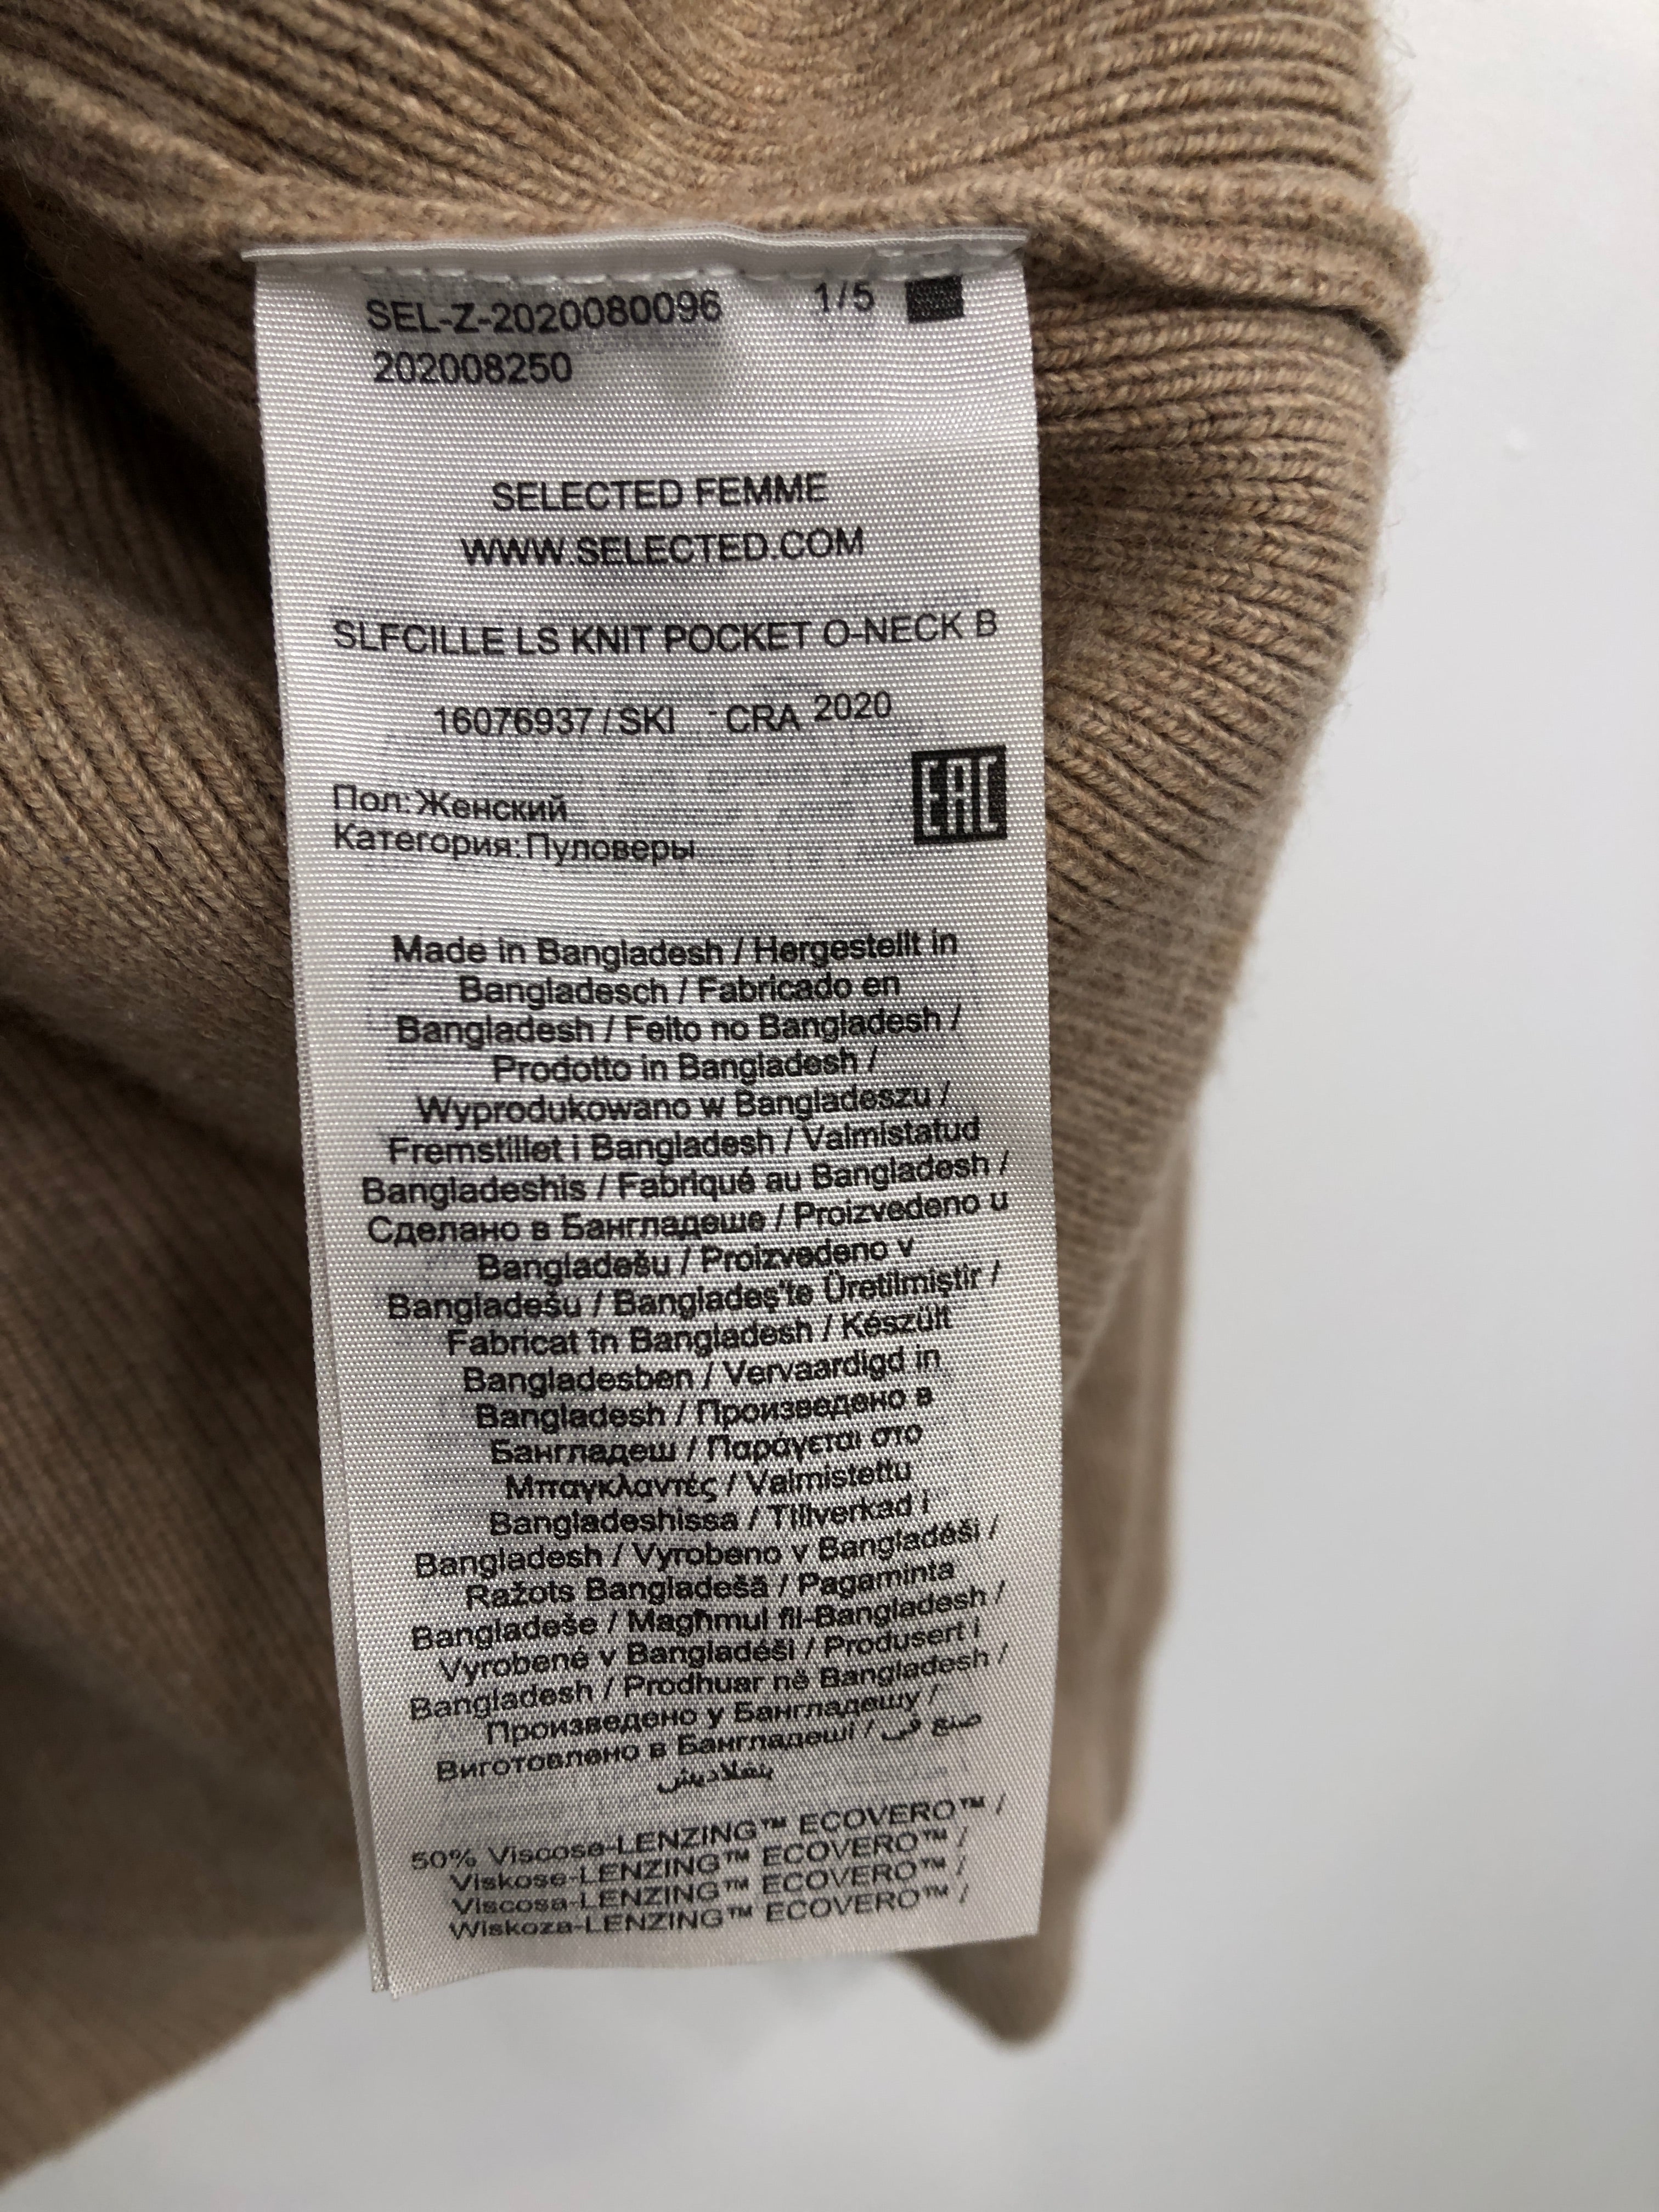 SEL-Z-2020080096 1/5
202008250
SELECTED FEMME
WWW.SELECTED.COM
SLFCILLE LS KNIT POCKET O-NECK B
16076937 / SKI - CRA 2020
EAC
Пол:Женский
Категория:Пуловеры
Made in Bangladesh / Hergestellt in
Bangladesch / Fabricado en
Bangladesh / Feito no Bangladesh /
Prodotto in Bangladesh /
Wyprodukowano w Bangladeszu /
Fremstillet i Bangladesh / Valmistatud
Bangladeshis / Fabriqué au Bangladesh /
Сделано в Бангладеше / Proizvedeno u
Bangladešu / Proizvedeno v
Bangladešu / Bangladeş'te Üretilmiştir /
Fabricat în Bangladesh / Készült
Bangladesben / Vervaardigd in
Bangladesh / Произведено в
Бангладеш / Παράγεται στο
Μπαγκλαντές / Valmistettu
Bangladeshissa / Tillverkad i
Bangladesh / Vyrobeno v Bangladéši /
Ražots Bangladešā / Pagaminta
Bangladeše / Magħmul fil-Bangladesh /
Vyrobené v Bangladéši / Produsert i
Bangladesh / Prodhuar në Bangladesh /
Произведено у Бангладешу /
Виготовлено в Бангладеші / صنع في
بنغلاديش
50% Viscose-LENZING™ ECOVERO™ /
Viskose-LENZING™ ECOVERO™ /
Viscosa-LENZING™ ECOVERO™ /
Wiskoza-LENZING™ ECOVERO™ /